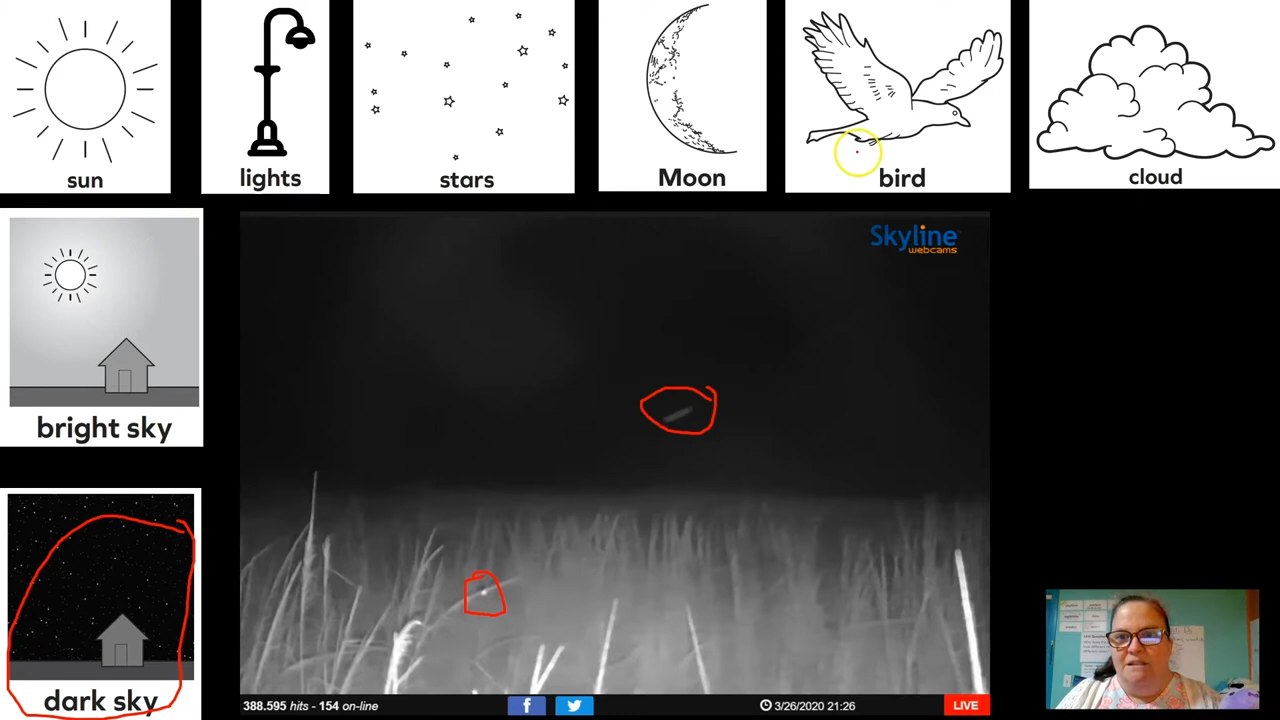 sun
lights
stars
Moon
bird
cloud
Skyline
webcams
bright sky
dark sky
388.595 hits - 154 on-line
3/26/2020 21:26
LIVE